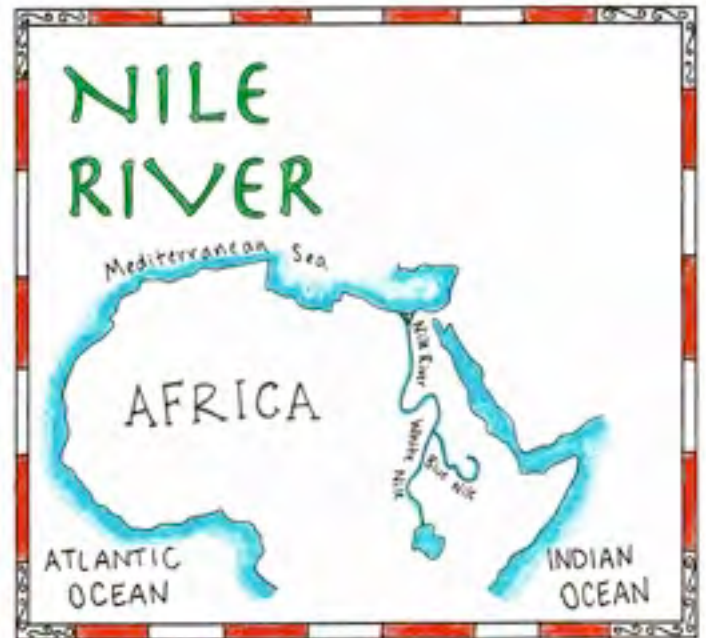 NILE
RIVER
Mediterranean Sea
Nile River
AFRICA
White Nile
Blue Nile
ATLANTIC
OCEAN
INDIAN
OCEAN